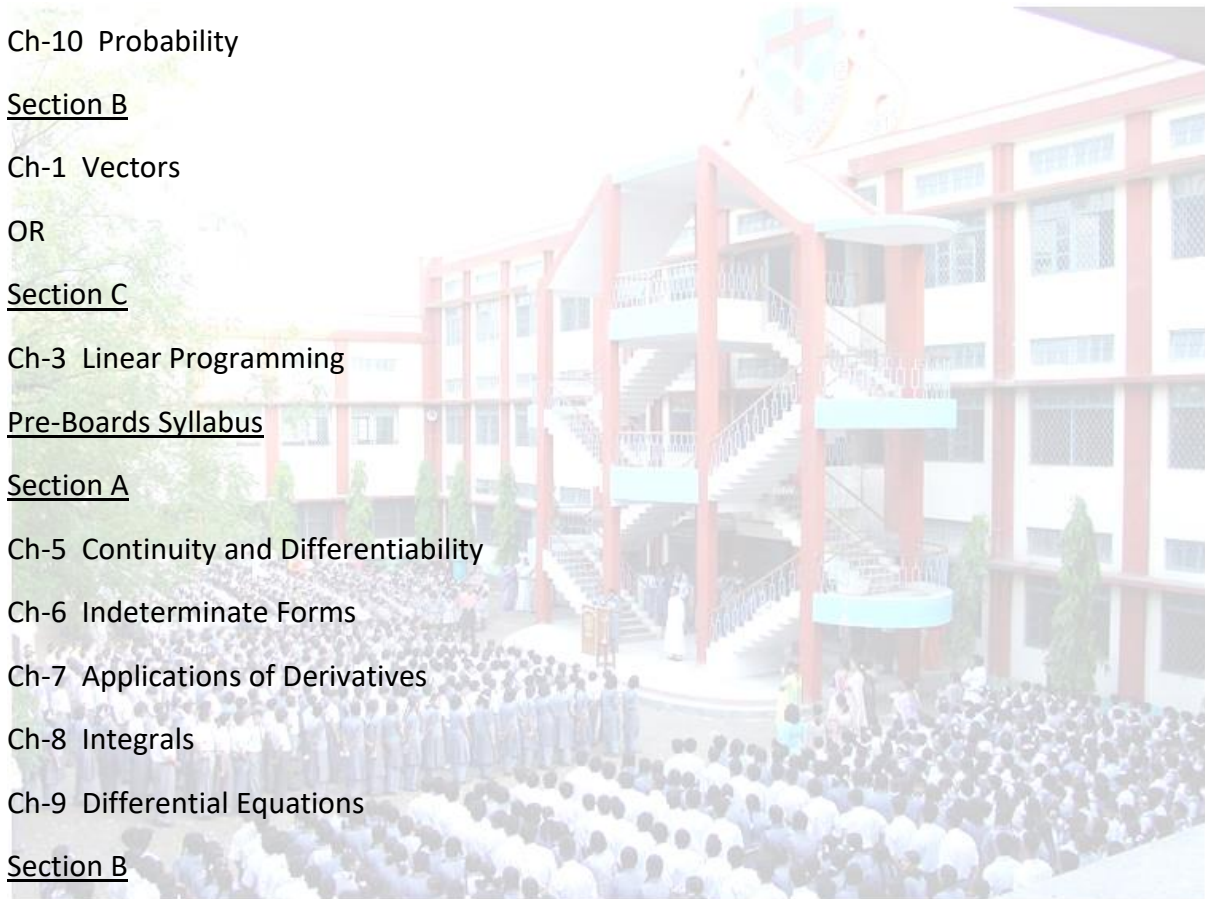 Ch-10 Probability
Section B
Ch-1 Vectors
OR
Section C
Ch-3 Linear Programming
Pre-Boards Syllabus
Section A
Ch-5 Continuity and Differentiability
Ch-6 Indeterminate Forms
Ch-7 Applications of Derivatives
Ch-8 Integrals
Ch-9 Differential Equations
Section B